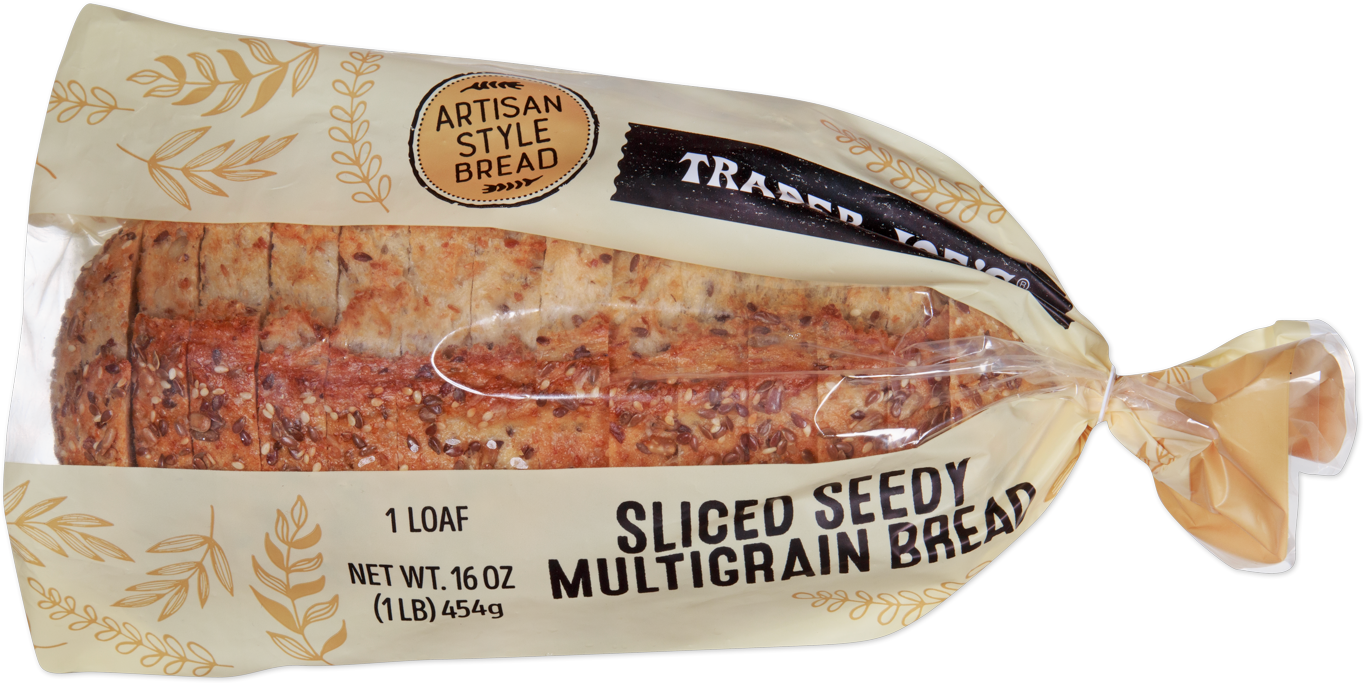 ARTISAN
STYLE
BREAD
TRADER JOE'S®
SLICED SEEDY
MULTIGRAIN BREAD
1 LOAF
NET WT. 16 OZ
(1 LB) 454g